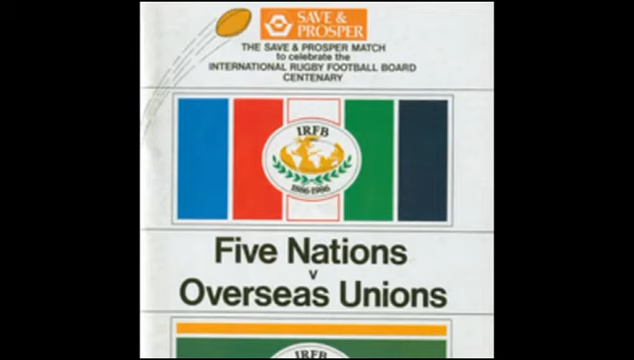 SAVE &
PROSPER
THE SAVE & PROSPER MATCH
to celebrate the
INTERNATIONAL RUGBY FOOTBALL BOARD
CENTENARY
IRFB
1886-1986
Five Nations
v
Overseas Unions
IRFB